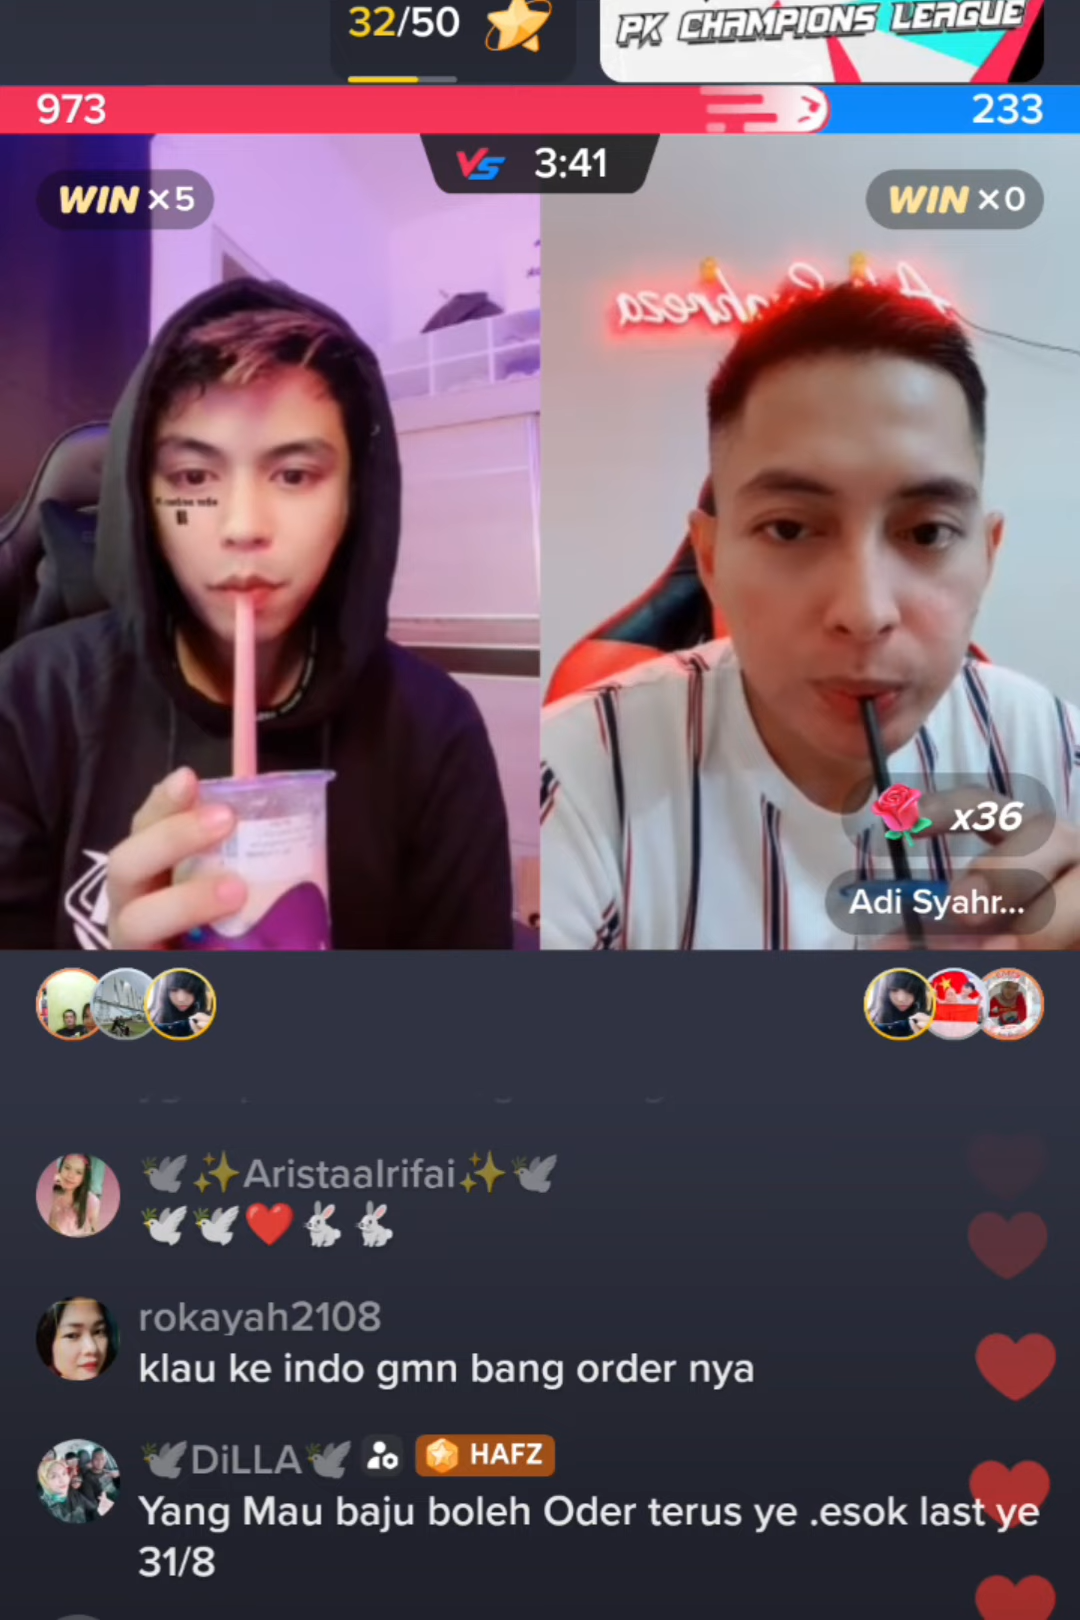 32/50
PK CHAMPIONS LEAGUE
973
233
VS 3:41
WIN ×5
WIN ×0
x36
Adi Syahr...
🕊️✨AristaaIrifai✨🕊️
🕊️🕊️❤️🐇🐇
rokayah2108
klau ke indo gmn bang order nya
🕊️DiLLA🕊️ HAFZ
Yang Mau baju boleh Oder terus ye .esok last ye
31/8